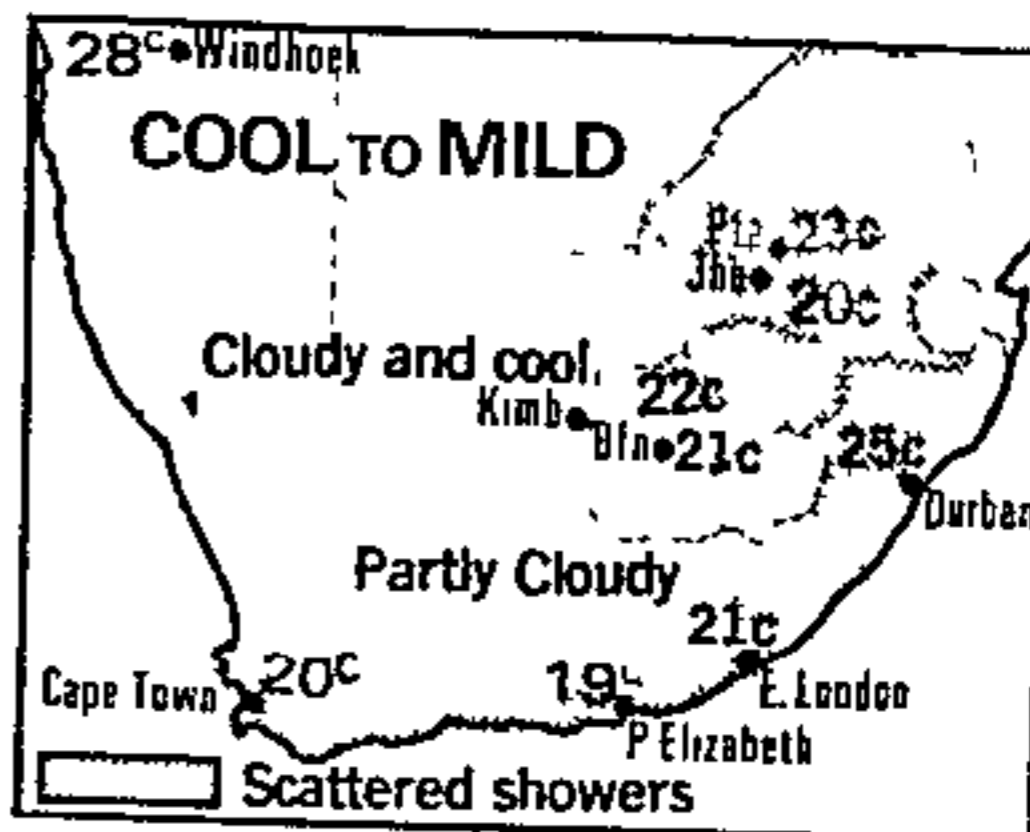 28c Windhoek
COOL TO MILD
Pta 23c
Jhb 20c
Cloudy and cool.
22c
Kimb
Bfn 21c
25c
Durban
Partly Cloudy
21c
E. London
20c
Cape Town
19c
P Elizabeth
Scattered showers